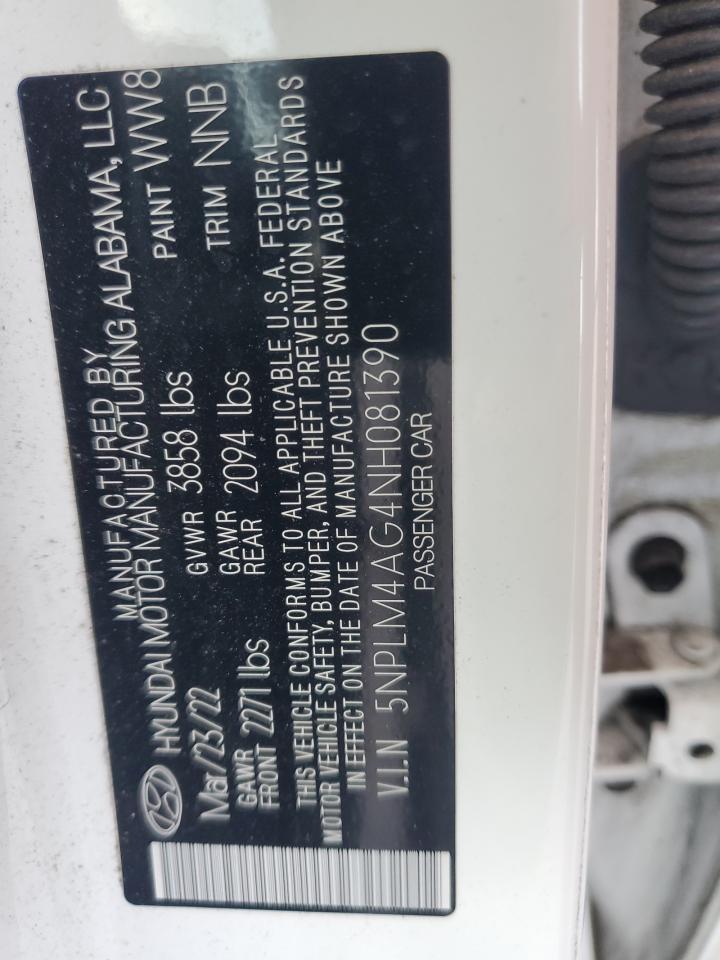 MANUFACTURED BY
HYUNDAI MOTOR MANUFACTURING ALABAMA, LLC
Mar/23/22 GVWR 3858 lbs PAINT WW8
GAWR FRONT 2271 lbs GAWR REAR 2094 lbs TRIM NNB
THIS VEHICLE CONFORMS TO ALL APPLICABLE U.S.A. FEDERAL
MOTOR VEHICLE SAFETY, BUMPER, AND THEFT PREVENTION STANDARDS
IN EFFECT ON THE DATE OF MANUFACTURE SHOWN ABOVE
V.I.N 5NPLM4AG4NH081390
PASSENGER CAR